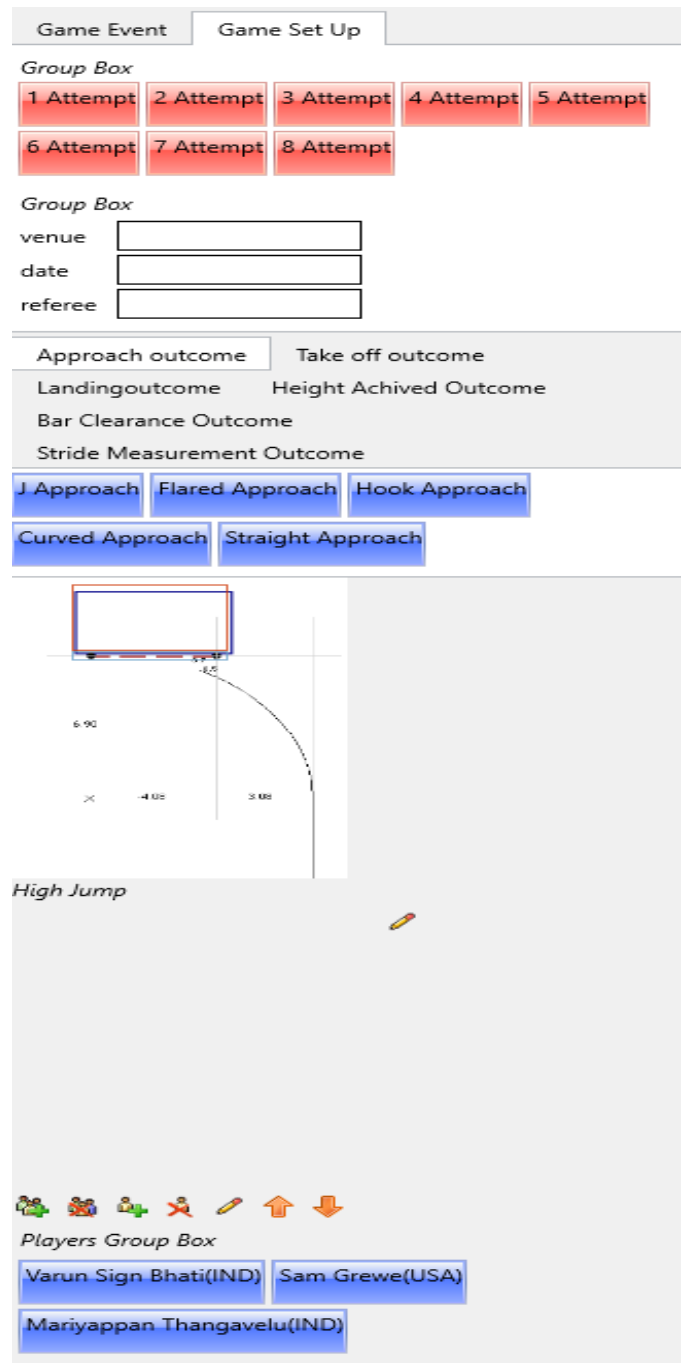 Game Event Game Set Up
Group Box
1 Attempt 2 Attempt 3 Attempt 4 Attempt 5 Attempt
6 Attempt 7 Attempt 8 Attempt
Group Box
venue
date
referee
Approach outcome Take off outcome
Landingoutcome Height Achived Outcome
Bar Clearance Outcome
Stride Measurement Outcome
J Approach Flared Approach Hook Approach
Curved Approach Straight Approach
6.90
-4.08 3.08
High Jump
Players Group Box
Varun Sign Bhati(IND) Sam Grewe(USA)
Mariyappan Thangavelu(IND)